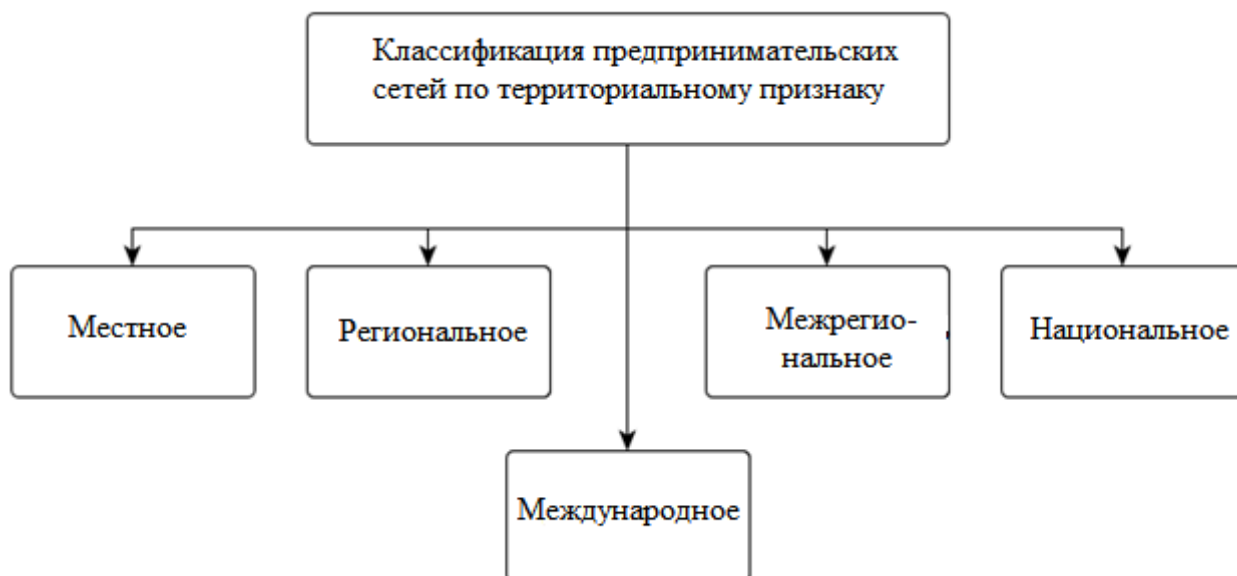 Классификация предпринимательских
сетей по территориальному признаку
Местное
Региональное
Межрегио-
нальное
Национальное
Международное